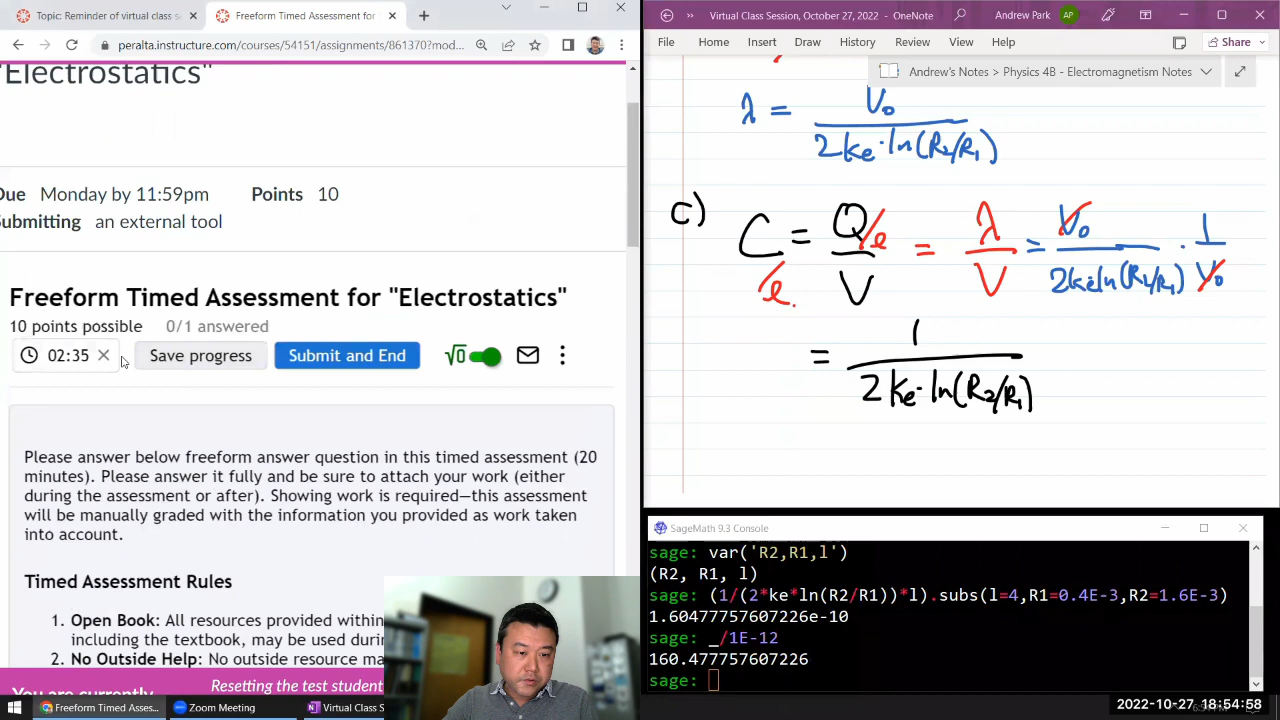 Topic: Reminder of virtual class s
Freeform Timed Assessment for "
peralta.instructure.com/courses/54151/assignments/861370?mod...
"Electrostatics"
Due Monday by 11:59pm Points 10
Submitting an external tool
Freeform Timed Assessment for "Electrostatics"
10 points possible 0/1 answered
02:35 Save progress Submit and End √0
Please answer below freeform answer question in this timed assessment (20
minutes). Please answer it fully and be sure to attach your work (either
during the assessment or after). Showing work is required—this assessment
will be manually graded with the information you provided as work taken
into account.
Timed Assessment Rules
1. Open Book: All resources provided within
including the textbook, may be used durin
2. No Outside Help: No outside resource ma
You are currently
Resetting the test student
Virtual Class Session, October 27, 2022 - OneNote
Andrew Park AP
File Home Insert Draw History Review View Help Share
Andrew's Notes > Physics 4B - Electromagnetism Notes
λ = V₀ / 2ke·ln(R₂/R₁)
c) C/l = Q/l / V = λ / V = V₀ / 2ke ln(R₂/R₁) · 1 / V₀
= 1 / 2ke·ln(R₂/R₁)
SageMath 9.3 Console
sage: var('R2,R1,l')
(R2, R1, l)
sage: (1/(2*ke*ln(R2/R1))*l).subs(l=4,R1=0.4E-3,R2=1.6E-3)
1.60477757607226e-10
sage: _/1E-12
160.477757607226
sage:
Freeform Timed Asses...
Zoom Meeting
Virtual Class Sessio
2022-10-27 18:54:58